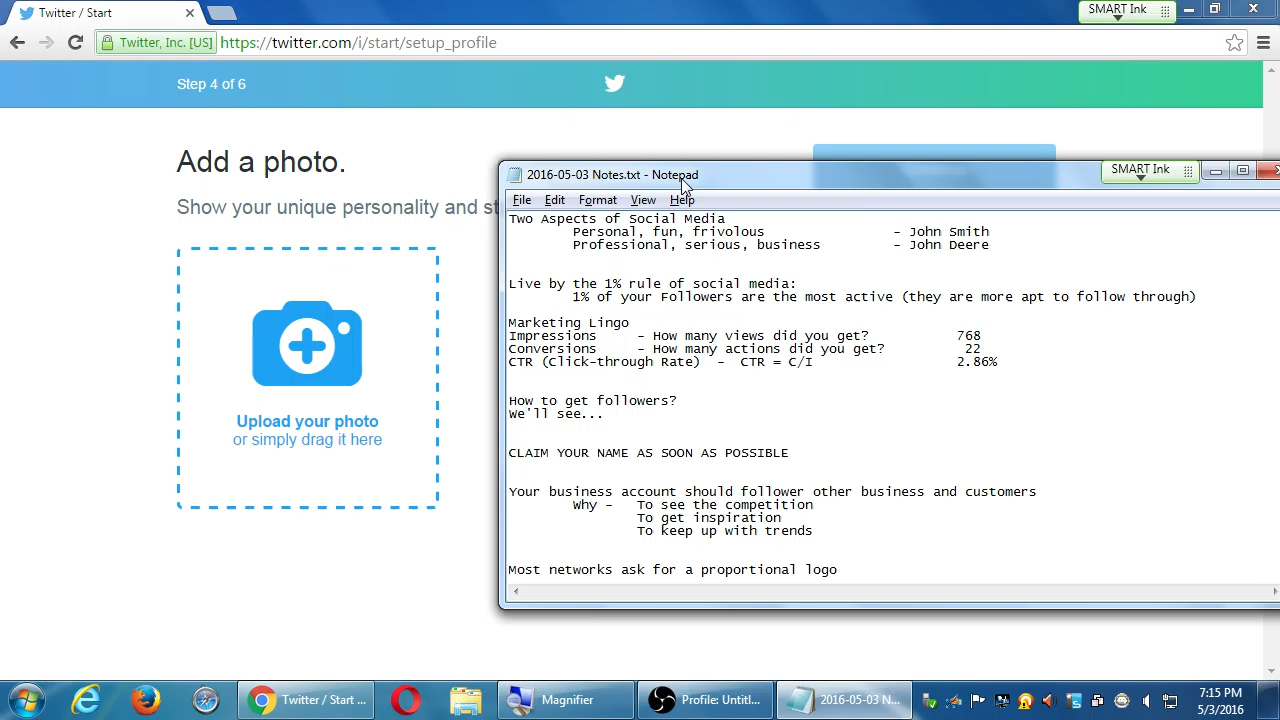 Twitter / Start
SMART Ink
Twitter, Inc. [US]
https://twitter.com/i/start/setup_profile
Step 4 of 6
Add a photo.
Show your unique personality and st
Upload your photo
or simply drag it here
2016-05-03 Notes.txt - Notepad
SMART Ink
File Edit Format View Help
Two Aspects of Social Media
Personal, fun, frivolous - John Smith
Professional, serious, business - John Deere
Live by the 1% rule of social media:
1% of your Followers are the most active (they are more apt to follow through)
Marketing Lingo
Impressions - How many views did you get? 768
Conversions - How many actions did you get? 22
CTR (Click-through Rate) - CTR = C/I 2.86%
How to get followers?
We'll see...
CLAIM YOUR NAME AS SOON AS POSSIBLE
Your business account should follower other business and customers
Why - To see the competition
To get inspiration
To keep up with trends
Most networks ask for a proportional logo
Twitter / Start ...
Magnifier
Profile: Untitl...
2016-05-03 N...
7:15 PM
5/3/2016